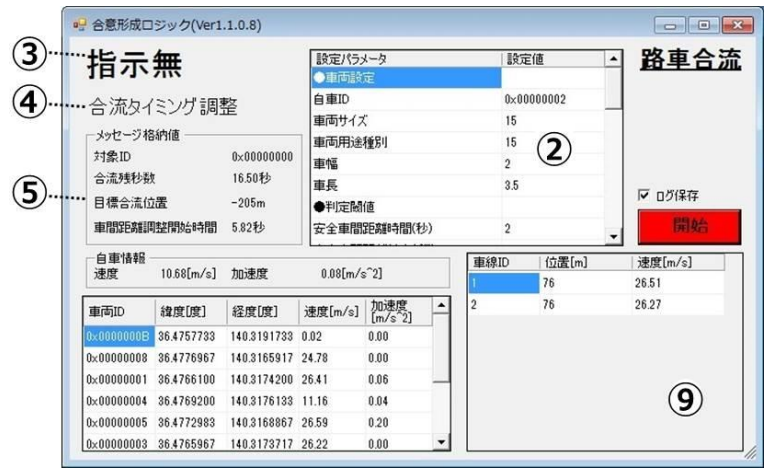 合意形成ロジック(Ver1.1.0.8)
③
指示無
④
合流タイミング調整
⑤
メッセージ格納値
対象ID 0x00000000
合流残秒数 16.50秒
目標合流位置 -205m
車間距離調整開始時間 5.82秒
設定パラメータ 設定値
●車両設定
自車ID 0x00000002
車両サイズ 15
車両用途種別 15
②
車幅 2
車長 3.5
●判定閾値
安全車間距離時間(秒) 2
路車合流
ログ保存
開始
自車情報
速度 10.68[m/s] 加速度 0.08[m/s^2]
車両ID 緯度[度] 経度[度] 速度[m/s] 加速度
[m/s^2]
0x0000000B 36.4757733 140.3191733 0.02 0.00
0x00000008 36.4776967 140.3165917 24.78 0.00
0x00000001 36.4766100 140.3174200 26.41 0.06
0x00000004 36.4769200 140.3176133 11.16 0.04
0x00000005 36.4772983 140.3168867 26.59 0.20
0x00000003 36.4765967 140.3173717 26.22 0.00
車線ID 位置[m] 速度[m/s]
1 76 26.51
2 76 26.27
⑨